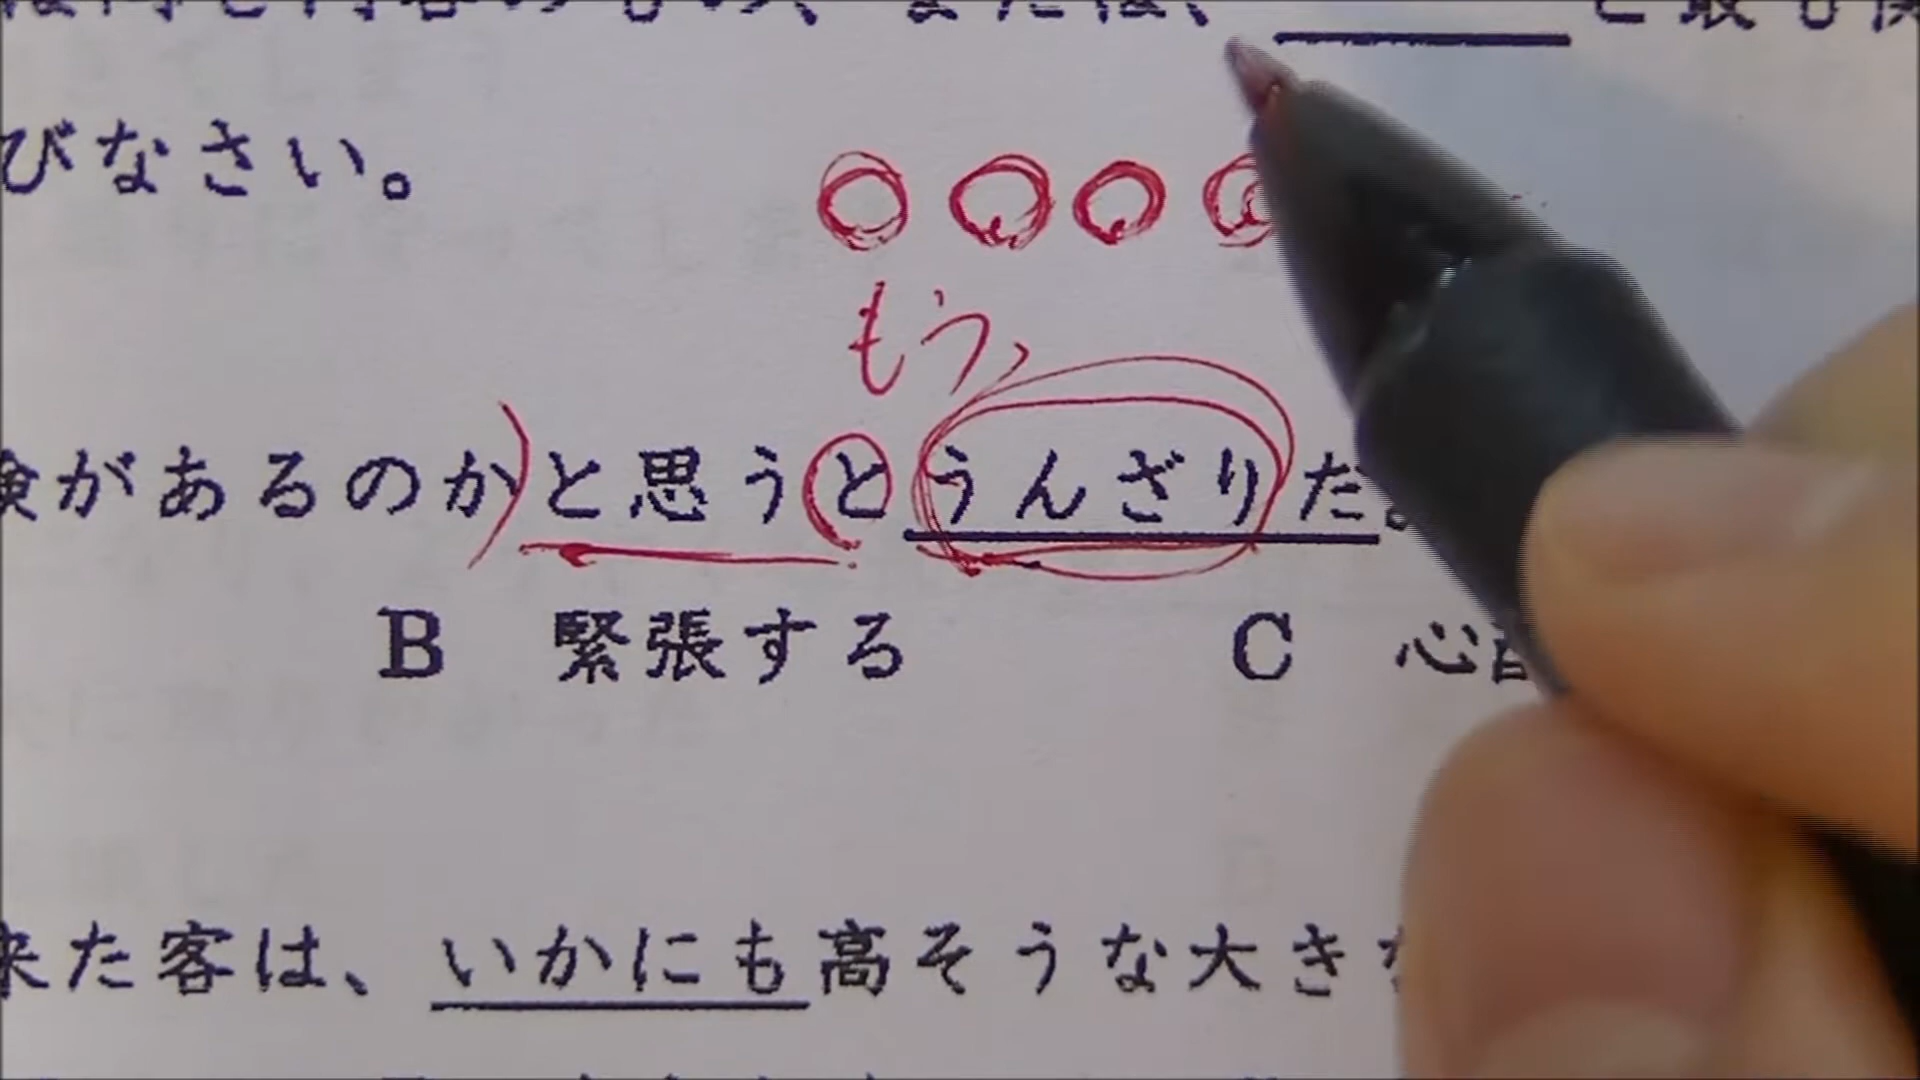 びなさい。
もう
験があるのかと思うとうんざりた。
B 緊張する C 心配
来た客は、いかにも高そうな大き